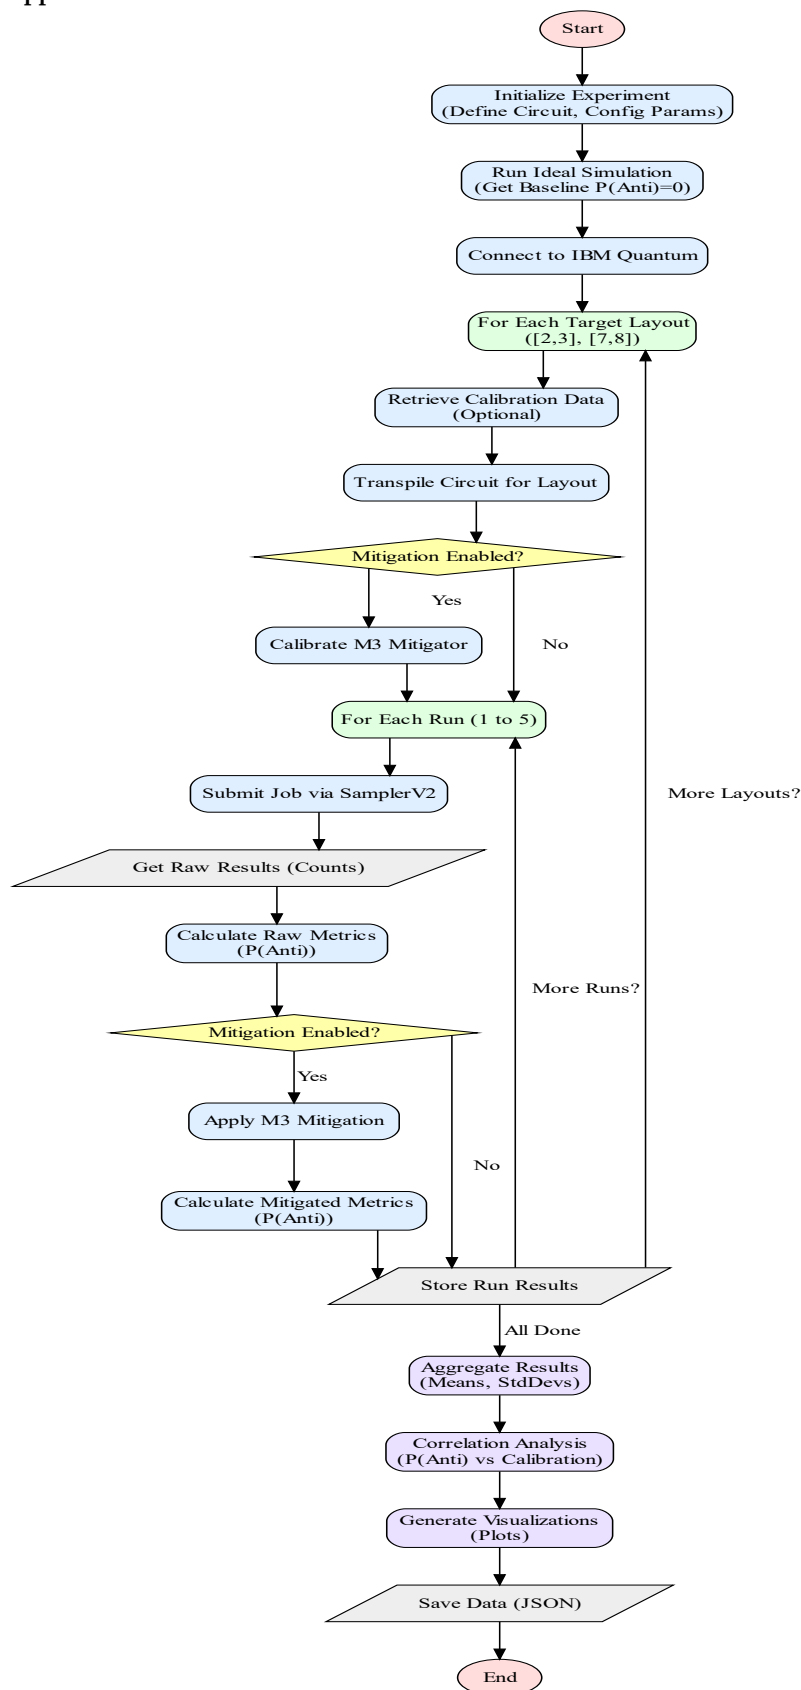 Start
Initialize Experiment
(Define Circuit, Config Params)
Run Ideal Simulation
(Get Baseline P(Anti)=0)
Connect to IBM Quantum
For Each Target Layout
([2,3], [7,8])
Retrieve Calibration Data
(Optional)
Transpile Circuit for Layout
Mitigation Enabled?
Yes
Calibrate M3 Mitigator
No
For Each Run (1 to 5)
Submit Job via SamplerV2
More Layouts?
Get Raw Results (Counts)
Calculate Raw Metrics
(P(Anti))
More Runs?
Mitigation Enabled?
Yes
Apply M3 Mitigation
No
Calculate Mitigated Metrics
(P(Anti))
Store Run Results
All Done
Aggregate Results
(Means, StdDevs)
Correlation Analysis
(P(Anti) vs Calibration)
Generate Visualizations
(Plots)
Save Data (JSON)
End